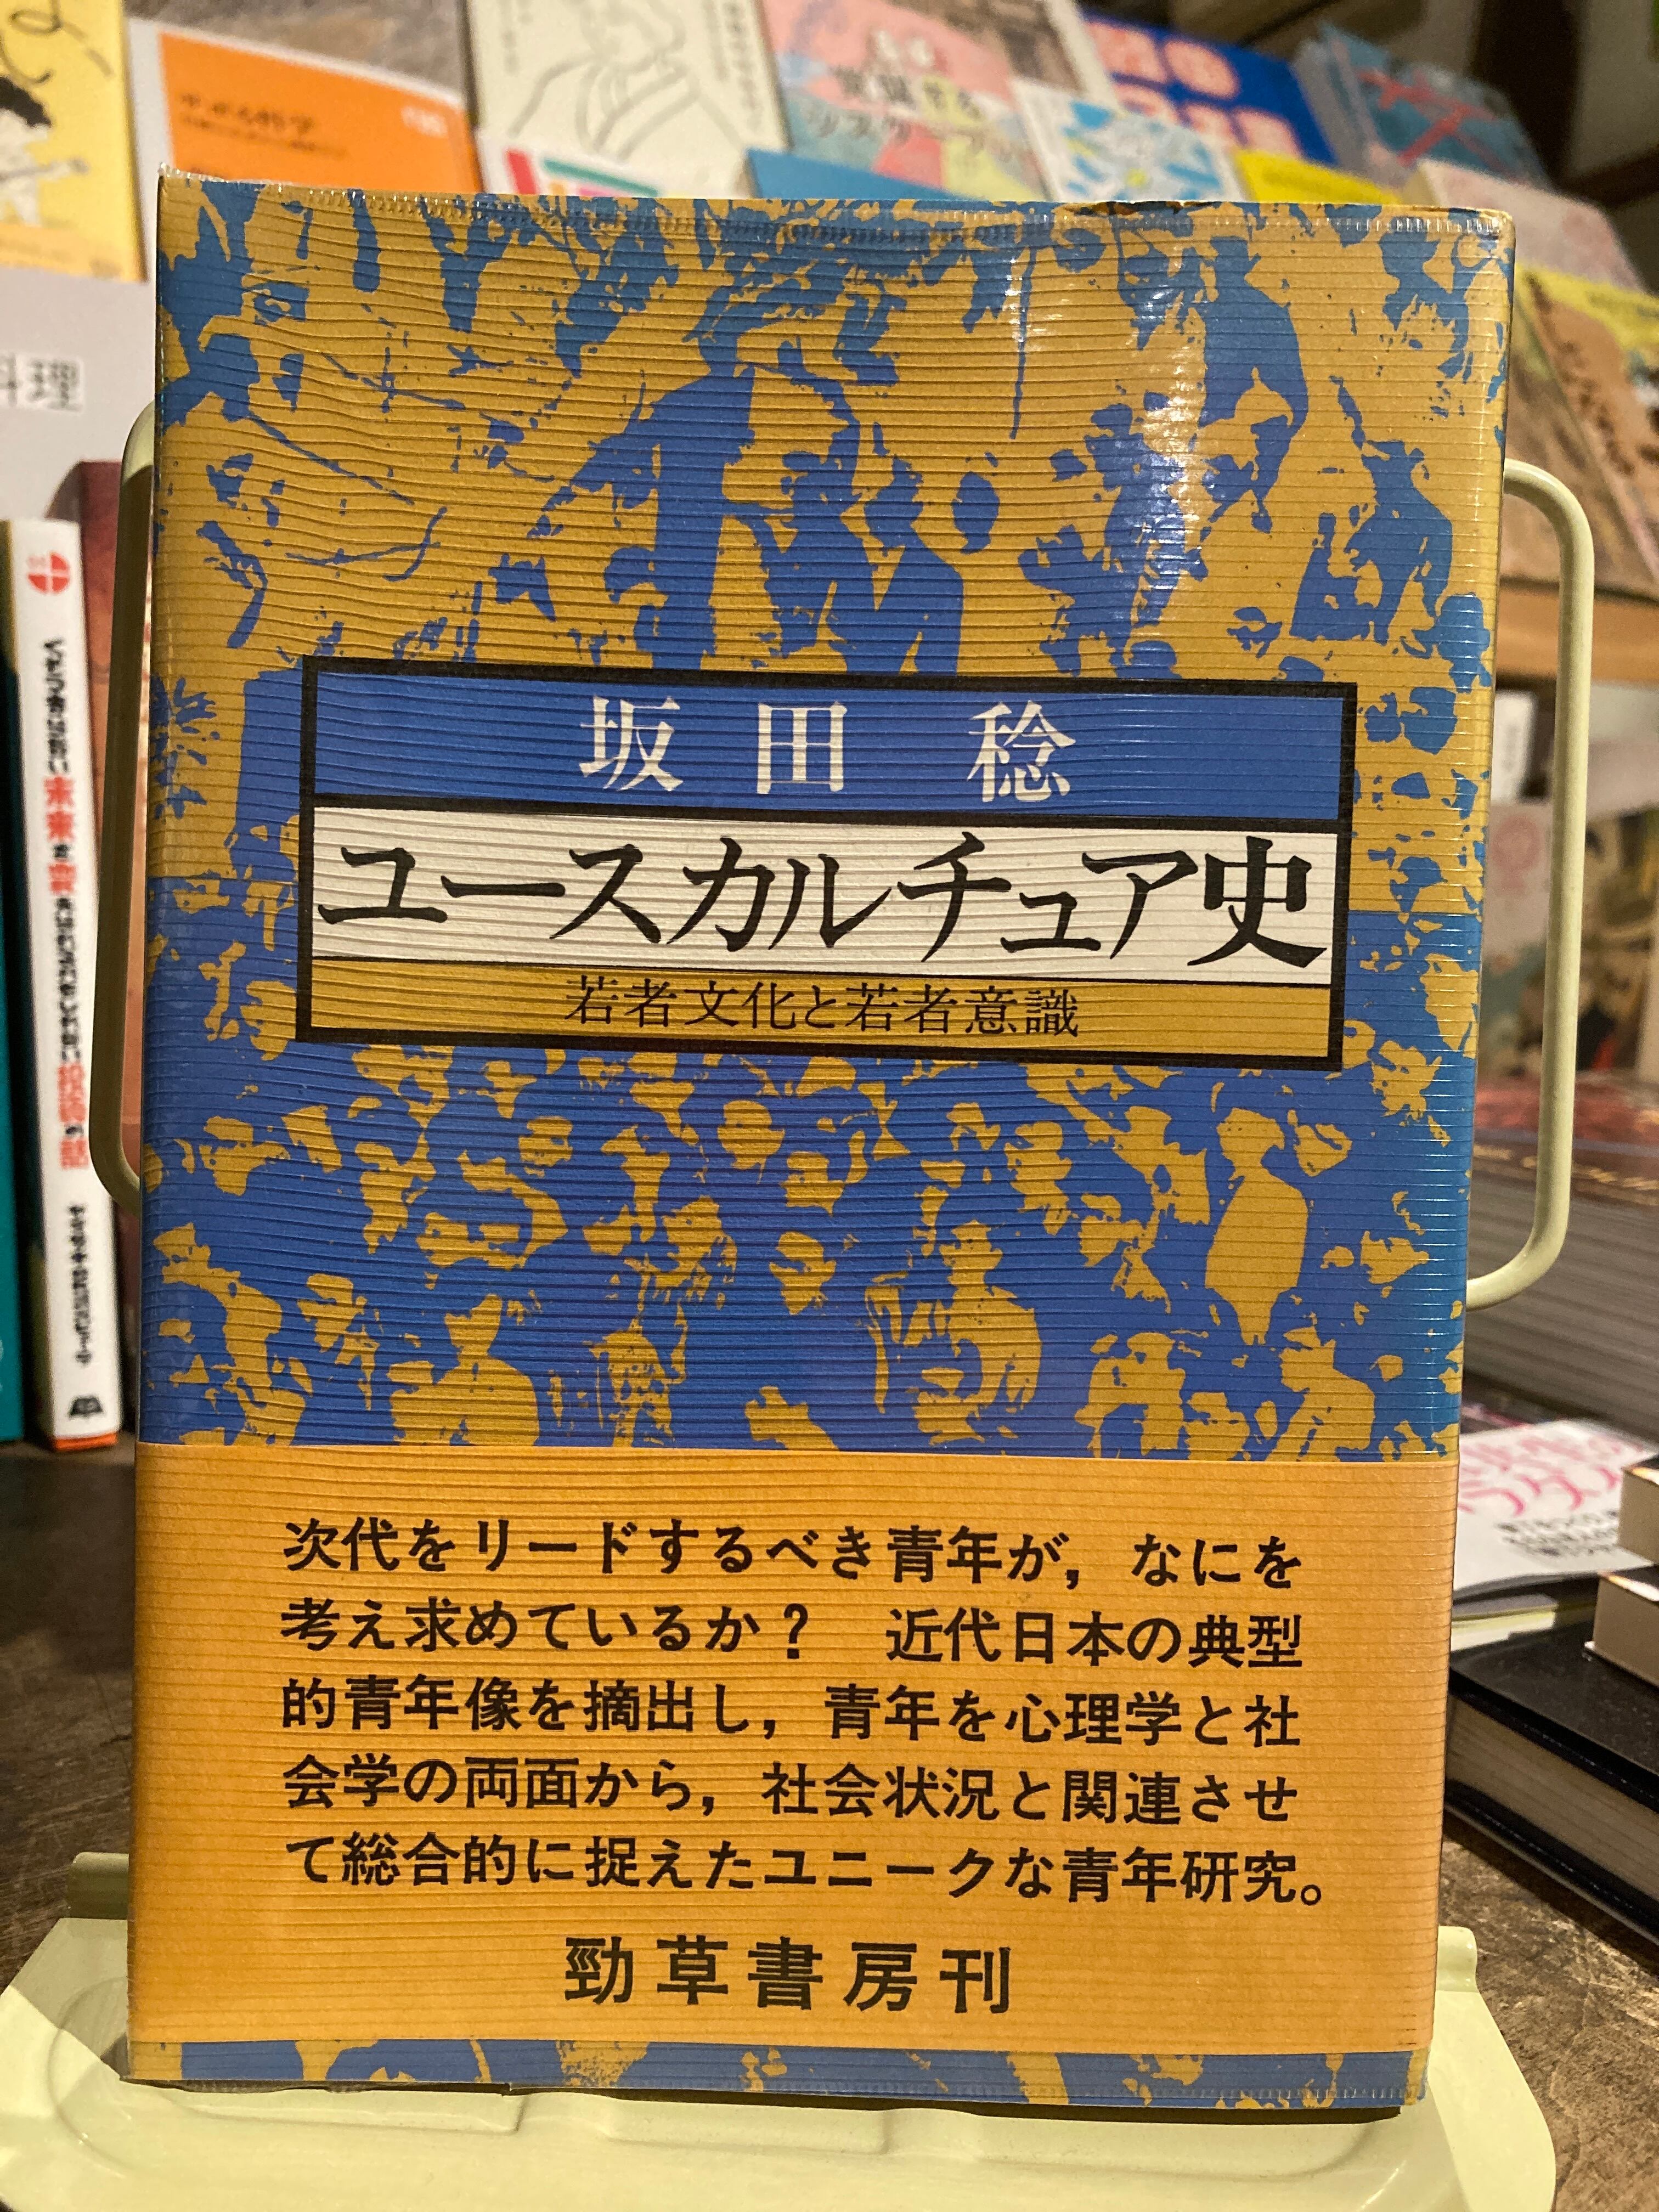 坂田 稔
ユースカルチュア史
若者文化と若者意識
次代をリードするべき青年が，なにを
考え求めているか？　近代日本の典型
的青年像を摘出し，青年を心理学と社
会学の両面から，社会状況と関連させ
て総合的に捉えたユニークな青年研究。
勁草書房刊
理